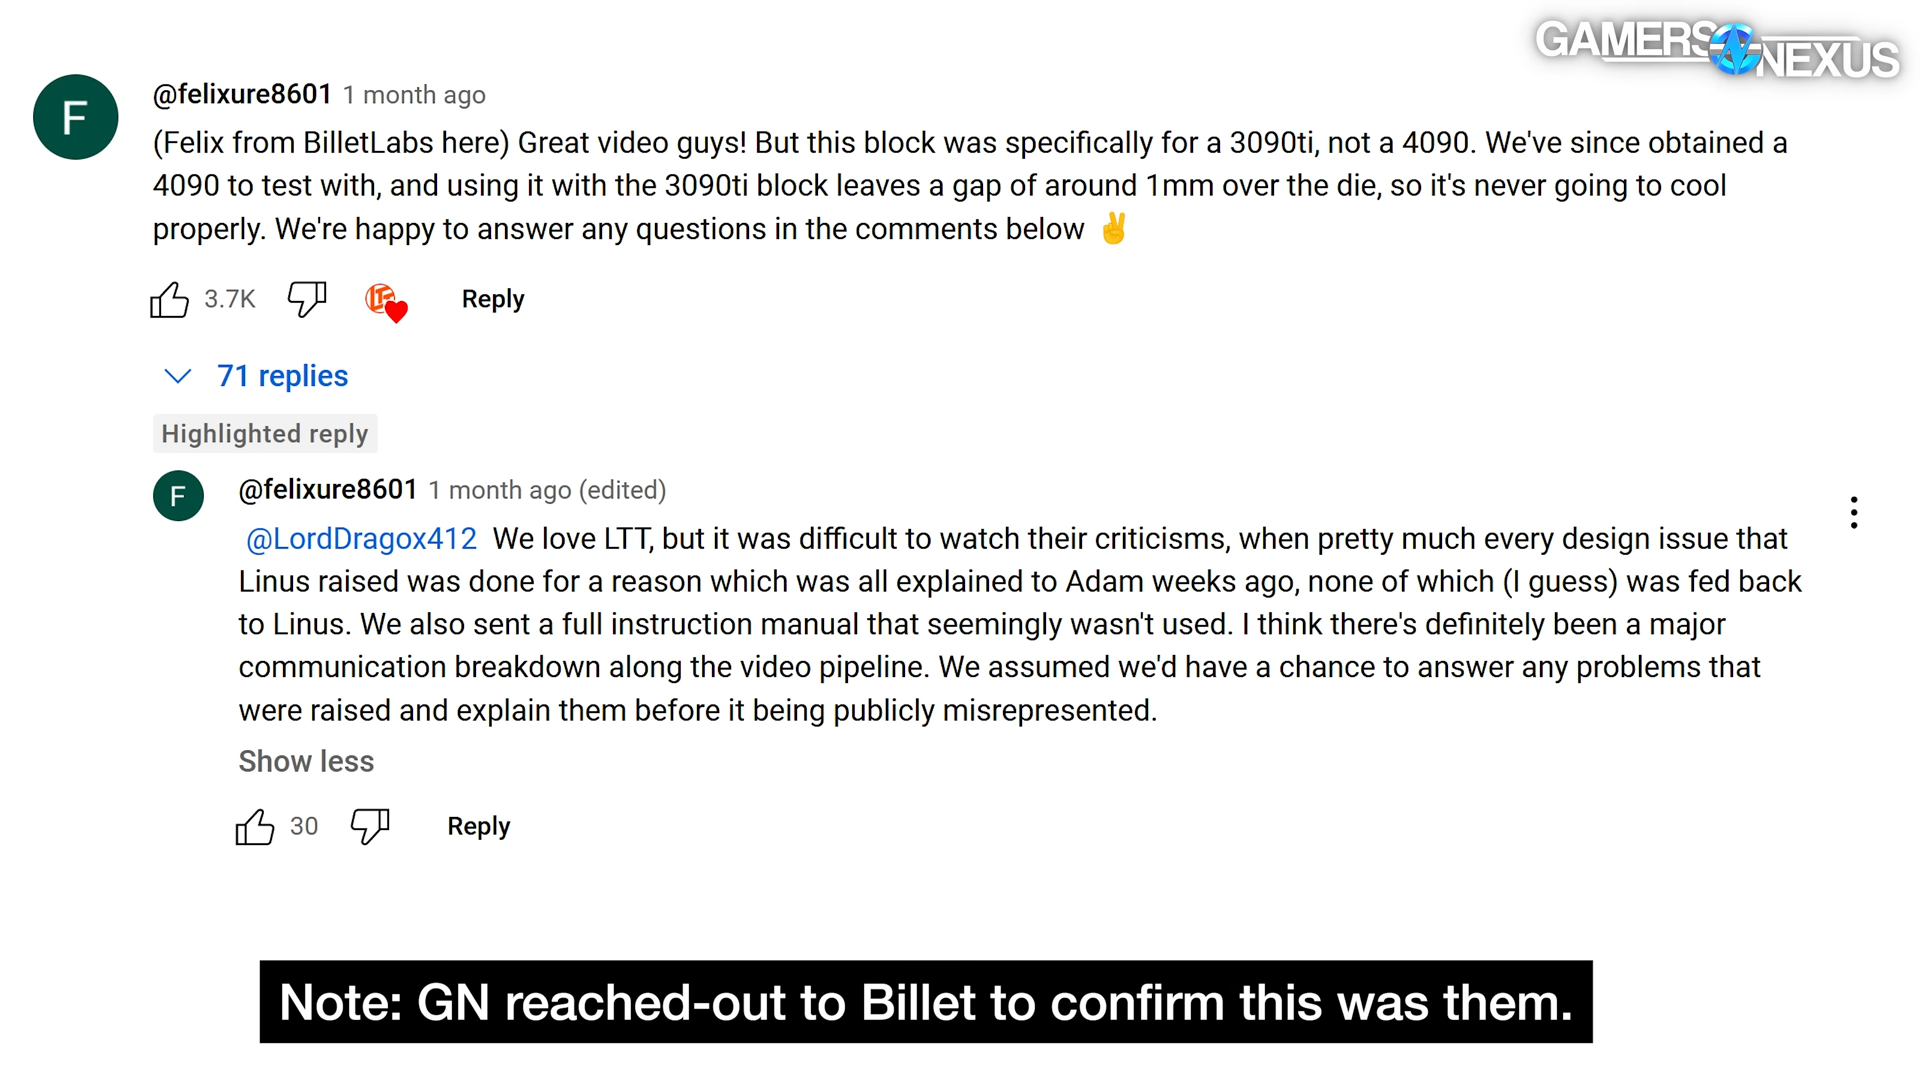 GAMERS NEXUS
F
@felixure8601 1 month ago
(Felix from BilletLabs here) Great video guys! But this block was specifically for a 3090ti, not a 4090. We've since obtained a
4090 to test with, and using it with the 3090ti block leaves a gap of around 1mm over the die, so it's never going to cool
properly. We're happy to answer any questions in the comments below ✌️
3.7K Reply
71 replies
Highlighted reply
F
@felixure8601 1 month ago (edited)
@LordDragox412 We love LTT, but it was difficult to watch their criticisms, when pretty much every design issue that
Linus raised was done for a reason which was all explained to Adam weeks ago, none of which (I guess) was fed back
to Linus. We also sent a full instruction manual that seemingly wasn't used. I think there's definitely been a major
communication breakdown along the video pipeline. We assumed we'd have a chance to answer any problems that
were raised and explain them before it being publicly misrepresented.
Show less
30 Reply
Note: GN reached-out to Billet to confirm this was them.